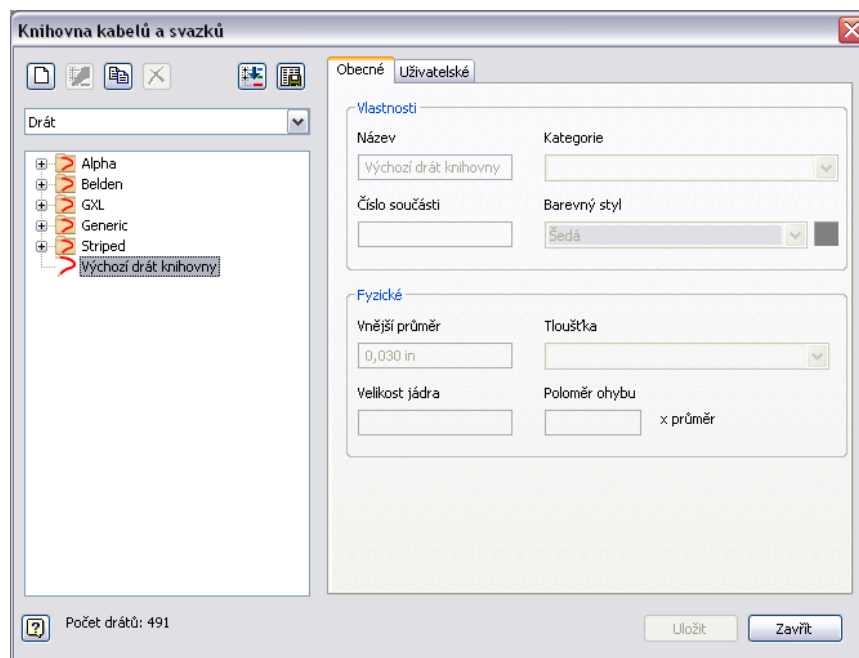 Knihovna kabelů a svazků
Drát
Alpha
Belden
GXL
Generic
Striped
Výchozí drát knihovny
Počet drátů: 491
Obecné Uživatelské
Vlastnosti
Název Kategorie
Výchozí drát knihovny
Číslo součásti Barevný styl
Šedá
Fyzické
Vnější průměr Tloušťka
0,030 in
Velikost jádra Poloměr ohybu
x průměr
Uložit Zavřít